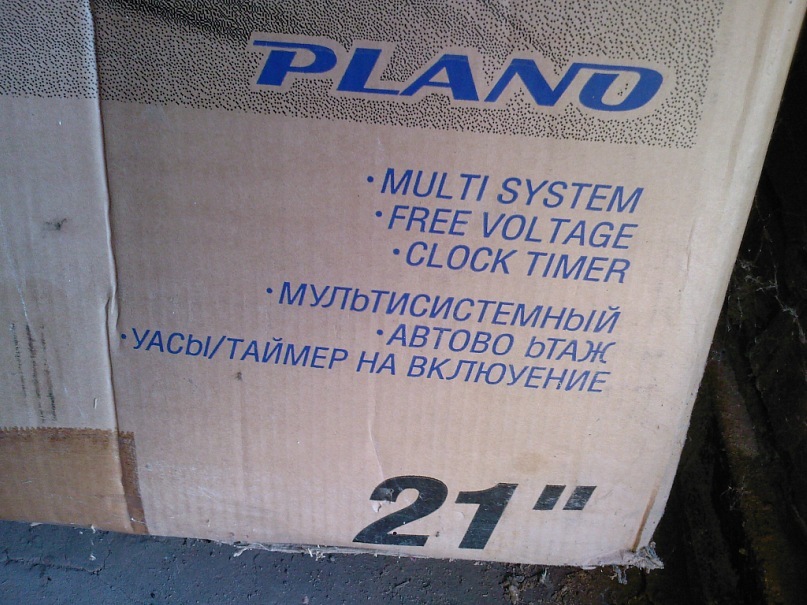 PLANO
·MULTI SYSTEM
·FREE VOLTAGE
·CLOCK TIMER
·МУЛЬТИСИСТЕМНЫЙ
·АВТОВО ЬТАЖ
·УАСЫ/ТАЙМЕР НА ВКЛЮУЕНИЕ
21"